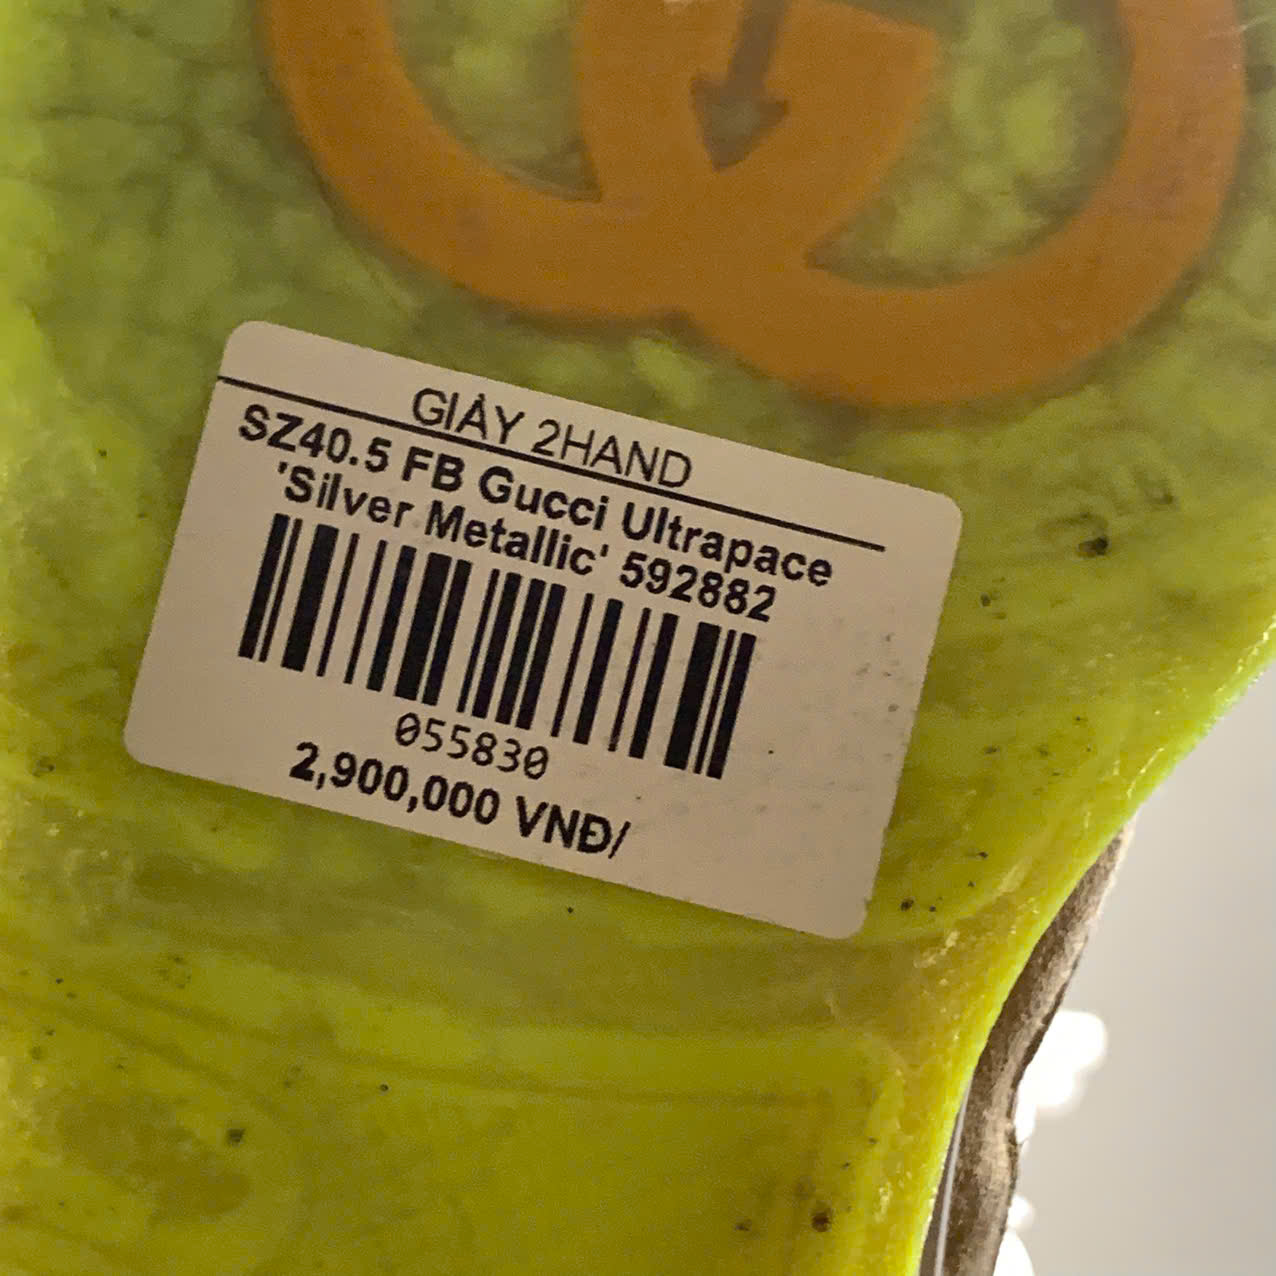 GIÀY 2HAND
SZ40.5 FB Gucci Ultrapace
'Silver Metallic' 592882
055830
2,900,000 VNĐ/